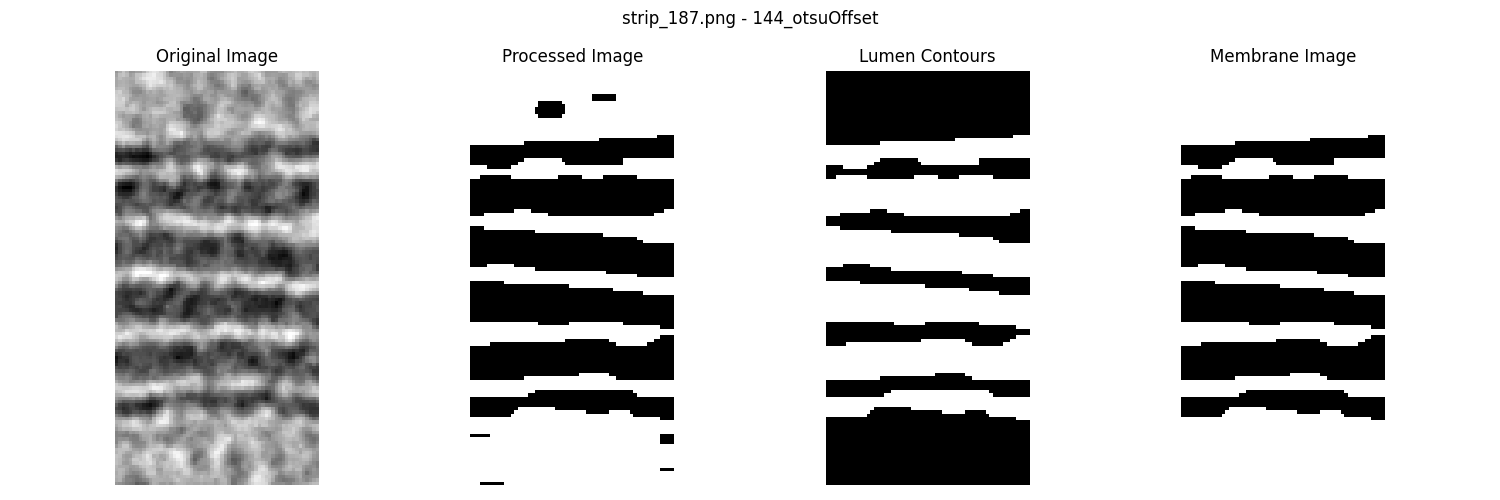 strip_187.png - 144_otsuOffset
Original Image
Processed Image
Lumen Contours
Membrane Image